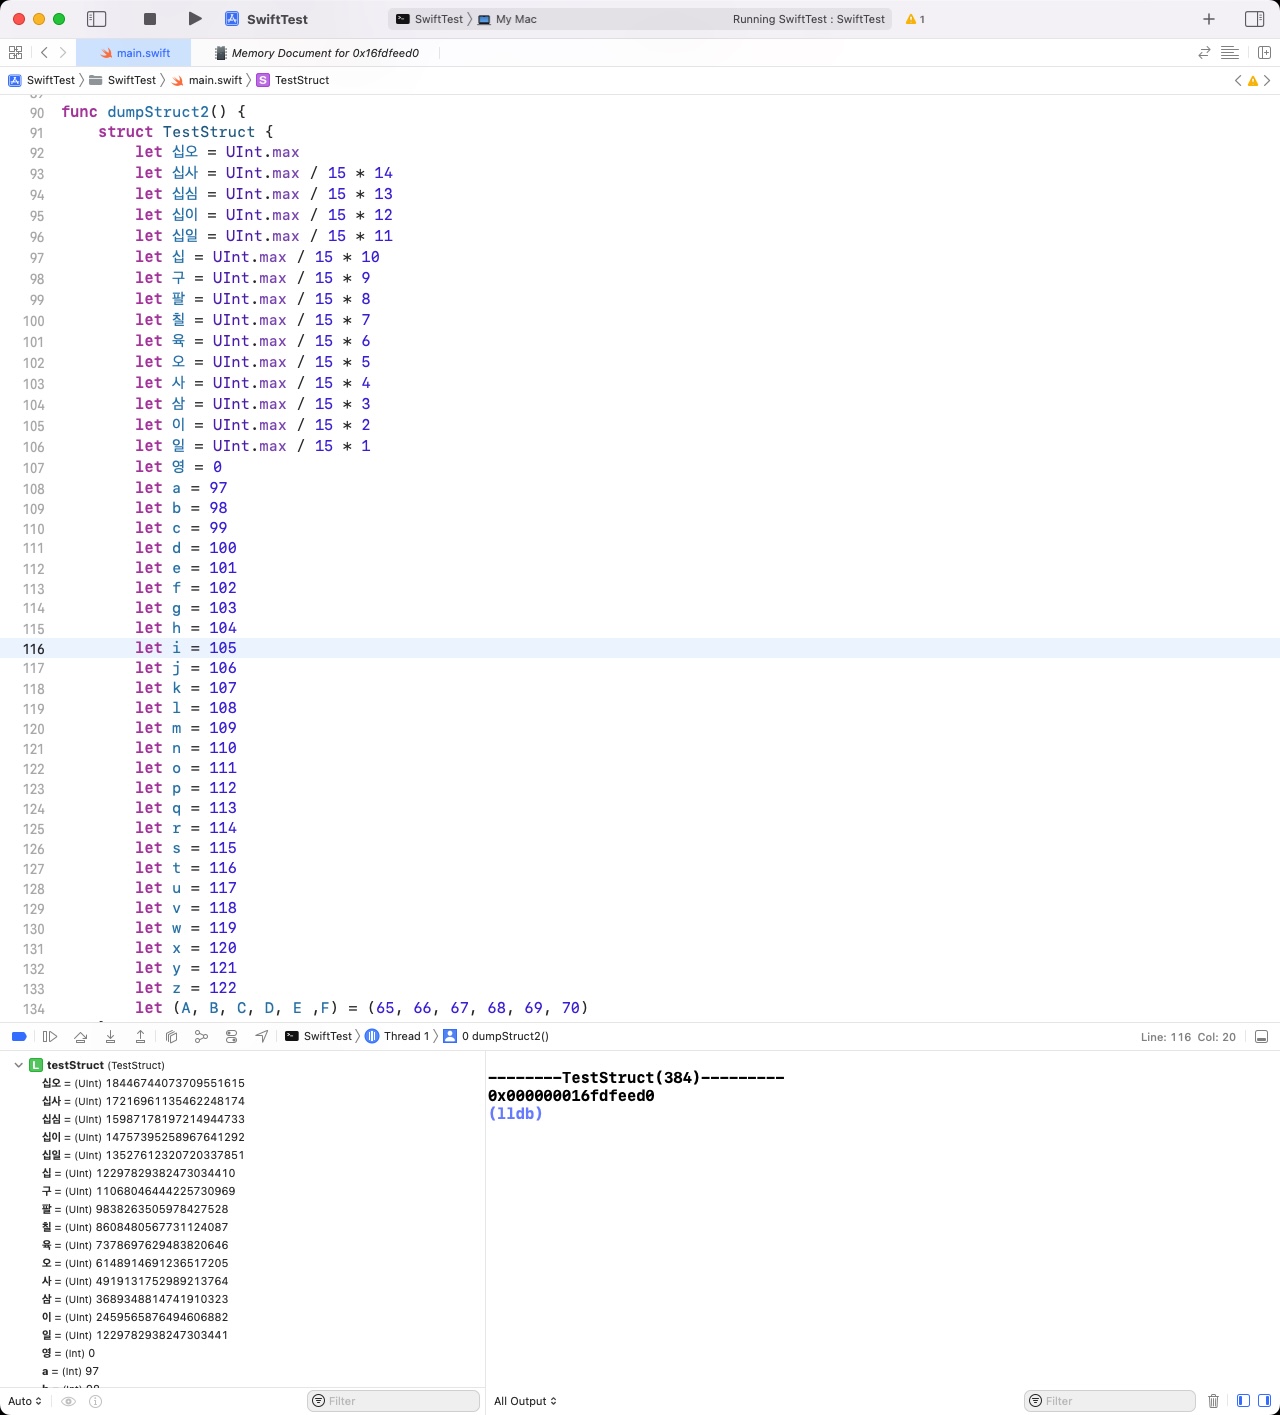 SwiftTest
SwiftTest 〉 My Mac
Running SwiftTest : SwiftTest
1
main.swift
Memory Document for 0x16fdfeed0
SwiftTest 〉 SwiftTest 〉 main.swift 〉 S TestStruct
90 func dumpStruct2() {
91 struct TestStruct {
92 let 십오 = UInt.max
93 let 십사 = UInt.max / 15 * 14
94 let 십심 = UInt.max / 15 * 13
95 let 십이 = UInt.max / 15 * 12
96 let 십일 = UInt.max / 15 * 11
97 let 십 = UInt.max / 15 * 10
98 let 구 = UInt.max / 15 * 9
99 let 팔 = UInt.max / 15 * 8
100 let 칠 = UInt.max / 15 * 7
101 let 육 = UInt.max / 15 * 6
102 let 오 = UInt.max / 15 * 5
103 let 사 = UInt.max / 15 * 4
104 let 삼 = UInt.max / 15 * 3
105 let 이 = UInt.max / 15 * 2
106 let 일 = UInt.max / 15 * 1
107 let 영 = 0
108 let a = 97
109 let b = 98
110 let c = 99
111 let d = 100
112 let e = 101
113 let f = 102
114 let g = 103
115 let h = 104
116 let i = 105
117 let j = 106
118 let k = 107
119 let l = 108
120 let m = 109
121 let n = 110
122 let o = 111
123 let p = 112
124 let q = 113
125 let r = 114
126 let s = 115
127 let t = 116
128 let u = 117
129 let v = 118
130 let w = 119
131 let x = 120
132 let y = 121
133 let z = 122
134 let (A, B, C, D, E ,F) = (65, 66, 67, 68, 69, 70)
SwiftTest 〉 Thread 1 〉 0 dumpStruct2()
Line: 116 Col: 20
L testStruct (TestStruct)
십오 = (UInt) 18446744073709551615
십사 = (UInt) 17216961135462248174
십심 = (UInt) 15987178197214944733
십이 = (UInt) 14757395258967641292
십일 = (UInt) 13527612320720337851
십 = (UInt) 12297829382473034410
구 = (UInt) 11068046444225730969
팔 = (UInt) 9838263505978427528
칠 = (UInt) 8608480567731124087
육 = (UInt) 7378697629483820646
오 = (UInt) 6148914691236517205
사 = (UInt) 4919131752989213764
삼 = (UInt) 3689348814741910323
이 = (UInt) 2459565876494606882
일 = (UInt) 1229782938247303441
영 = (Int) 0
a = (Int) 97
--------TestStruct(384)---------
0x000000016fdfeed0
(lldb)
Auto
Filter
All Output
Filter